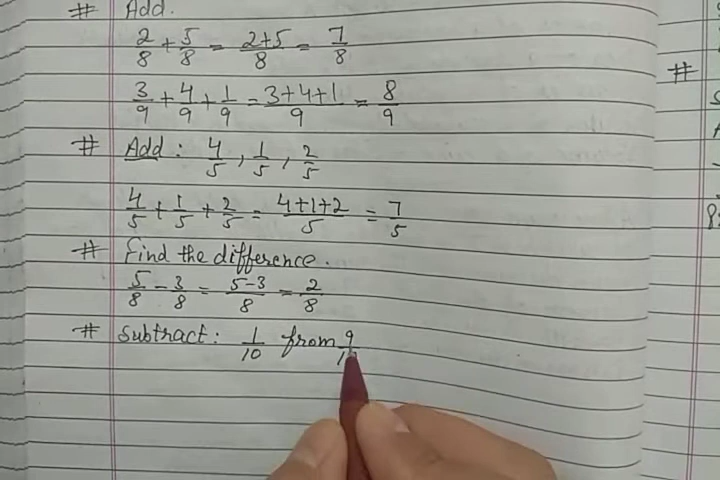 # Add.
2/8 + 5/8 = 2+5/8 = 7/8
3/9 + 4/9 + 1/9 = 3+4+1/9 = 8/9
# Add : 4/5 , 1/5 , 2/5
4/5 + 1/5 + 2/5 = 4+1+2/5 = 7/5
# Find the difference.
5/8 - 3/8 = 5-3/8 = 2/8
# Subtract : 1/10 from 9/1
#